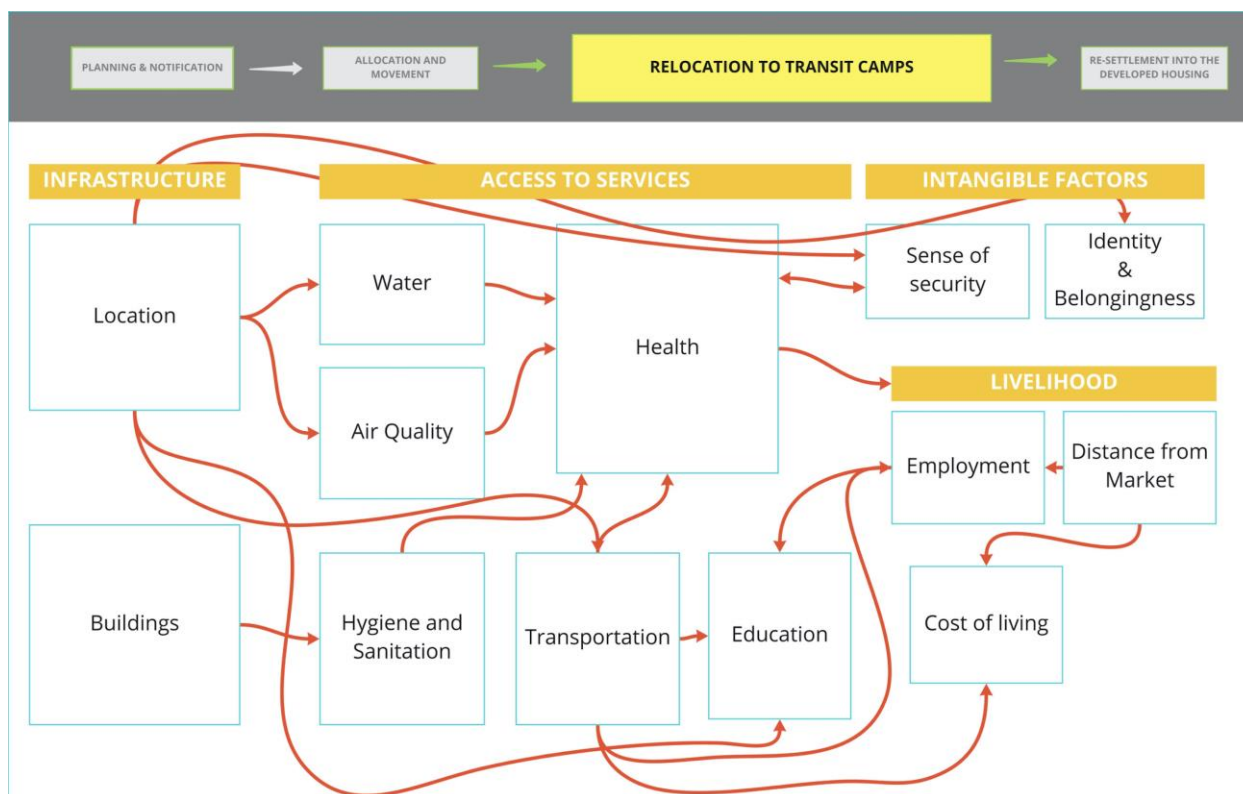 PLANNING & NOTIFICATION
ALLOCATION AND
MOVEMENT
RELOCATION TO TRANSIT CAMPS
RE-SETTLEMENT INTO THE
DEVELOPED HOUSING
INFRASTRUCTURE
ACCESS TO SERVICES
INTANGIBLE FACTORS
Location
Water
Air Quality
Health
Sense of
security
Identity
&
Belongingness
LIVELIHOOD
Employment
Distance from
Market
Buildings
Hygiene and
Sanitation
Transportation
Education
Cost of living